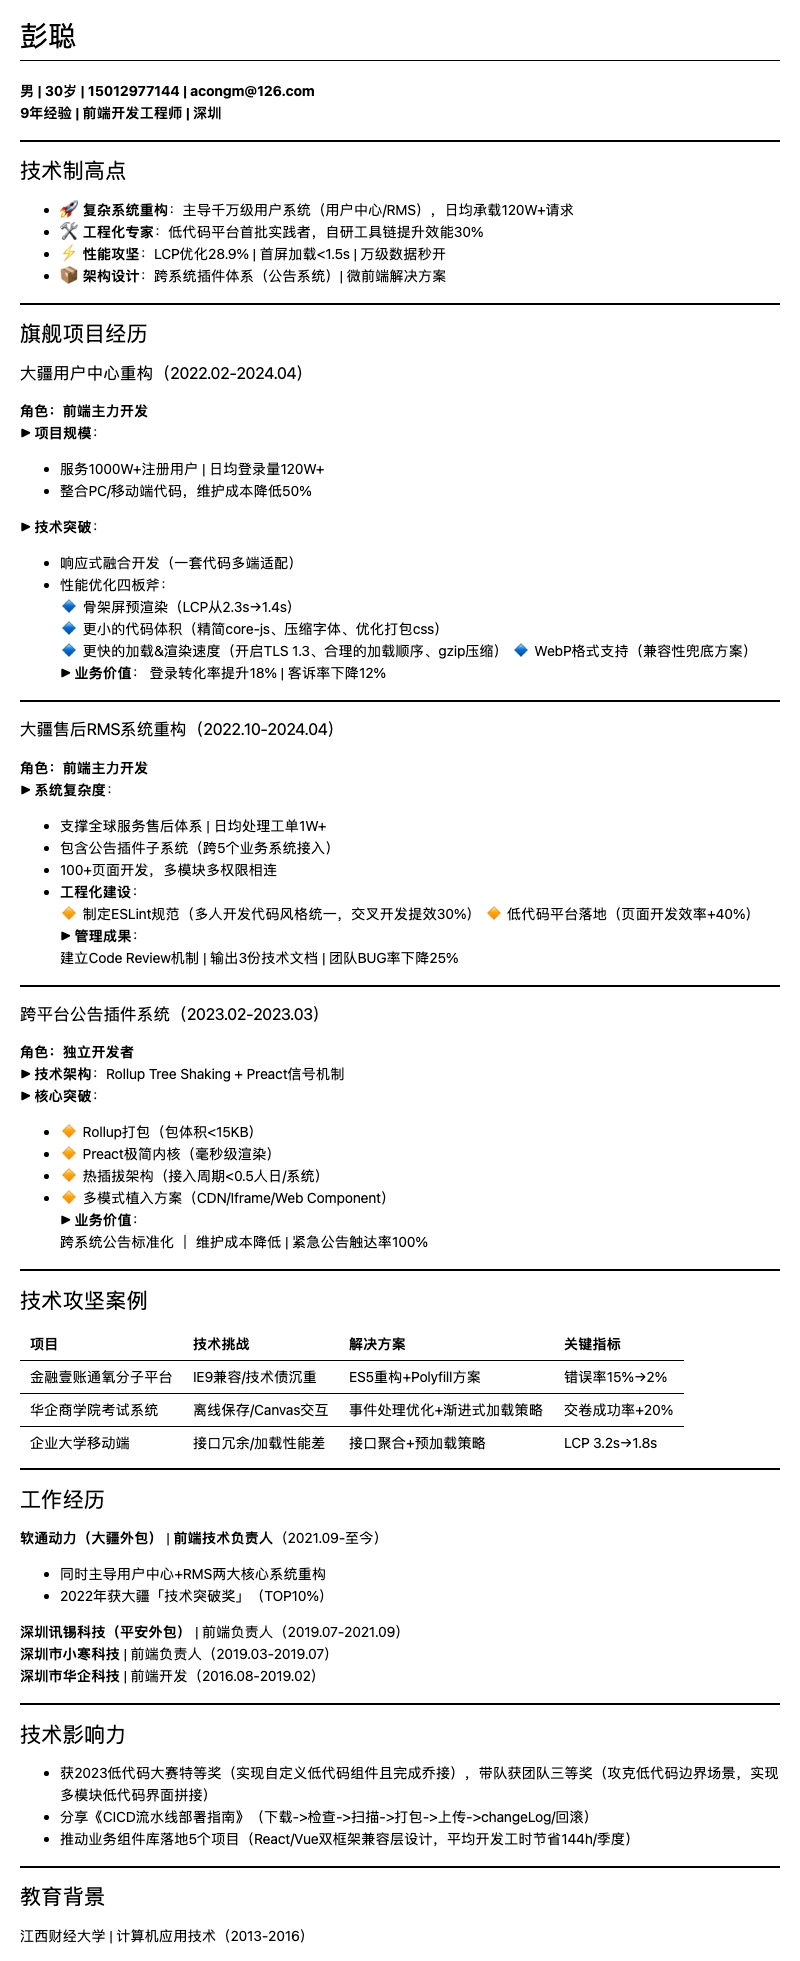 彭聪
男 | 30岁 | 15012977144 | acongm@126.com
9年经验 | 前端开发工程师 | 深圳
技术制高点
🚀 复杂系统重构：主导千万级用户系统（用户中心/RMS），日均承载120W+请求
🛠️ 工程化专家：低代码平台首批实践者，自研工具链提升效能30%
⚡ 性能攻坚：LCP优化28.9% | 首屏加载<1.5s | 万级数据秒开
📦 架构设计：跨系统插件体系（公告系统）| 微前端解决方案
旗舰项目经历
大疆用户中心重构（2022.02-2024.04）
角色：前端主力开发
▶ 项目规模：
服务1000W+注册用户 | 日均登录量120W+
整合PC/移动端代码，维护成本降低50%
▶ 技术突破：
响应式融合开发（一套代码多端适配）
性能优化四板斧：
🔷 骨架屏预渲染（LCP从2.3s→1.4s）
🔷 更小的代码体积（精简core-js、压缩字体、优化打包css）
🔷 更快的加载&渲染速度（开启TLS 1.3、合理的加载顺序、gzip压缩） 🔷 WebP格式支持（兼容性兜底方案）
▶ 业务价值： 登录转化率提升18% | 客诉率下降12%
大疆售后RMS系统重构（2022.10-2024.04）
角色：前端主力开发
▶ 系统复杂度：
支撑全球服务售后体系 | 日均处理工单1W+
包含公告插件子系统（跨5个业务系统接入）
100+页面开发，多模块多权限相连
工程化建设：
🔶 制定ESLint规范（多人开发代码风格统一，交叉开发提效30%） 🔶 低代码平台落地（页面开发效率+40%）
▶ 管理成果：
建立Code Review机制 | 输出3份技术文档 | 团队BUG率下降25%
跨平台公告插件系统（2023.02-2023.03）
角色：独立开发者
▶ 技术架构：Rollup Tree Shaking + Preact信号机制
▶ 核心突破：
🔶 Rollup打包（包体积<15KB）
🔶 Preact极简内核（毫秒级渲染）
🔶 热插拔架构（接入周期<0.5人日/系统）
🔶 多模式植入方案（CDN/Iframe/Web Component）
▶ 业务价值：
跨系统公告标准化 ｜ 维护成本降低 | 紧急公告触达率100%
技术攻坚案例
项目 技术挑战 解决方案 关键指标
金融壹账通氧分子平台 IE9兼容/技术债沉重 ES5重构+Polyfill方案 错误率15%→2%
华企商学院考试系统 离线保存/Canvas交互 事件处理优化+渐进式加载策略 交卷成功率+20%
企业大学移动端 接口冗余/加载性能差 接口聚合+预加载策略 LCP 3.2s→1.8s
工作经历
软通动力（大疆外包） | 前端技术负责人（2021.09-至今）
同时主导用户中心+RMS两大核心系统重构
2022年获大疆「技术突破奖」（TOP10%）
深圳讯锡科技（平安外包） | 前端负责人（2019.07-2021.09）
深圳市小寒科技 | 前端负责人（2019.03-2019.07）
深圳市华企科技 | 前端开发（2016.08-2019.02）
技术影响力
获2023低代码大赛特等奖（实现自定义低代码组件且完成乔接），带队获团队三等奖（攻克低代码边界场景，实现
多模块低代码界面拼接）
分享《CICD流水线部署指南》（下载->检查->扫描->打包->上传->changeLog/回滚）
推动业务组件库落地5个项目（React/Vue双框架兼容层设计，平均开发工时节省144h/季度）
教育背景
江西财经大学 | 计算机应用技术（2013-2016）